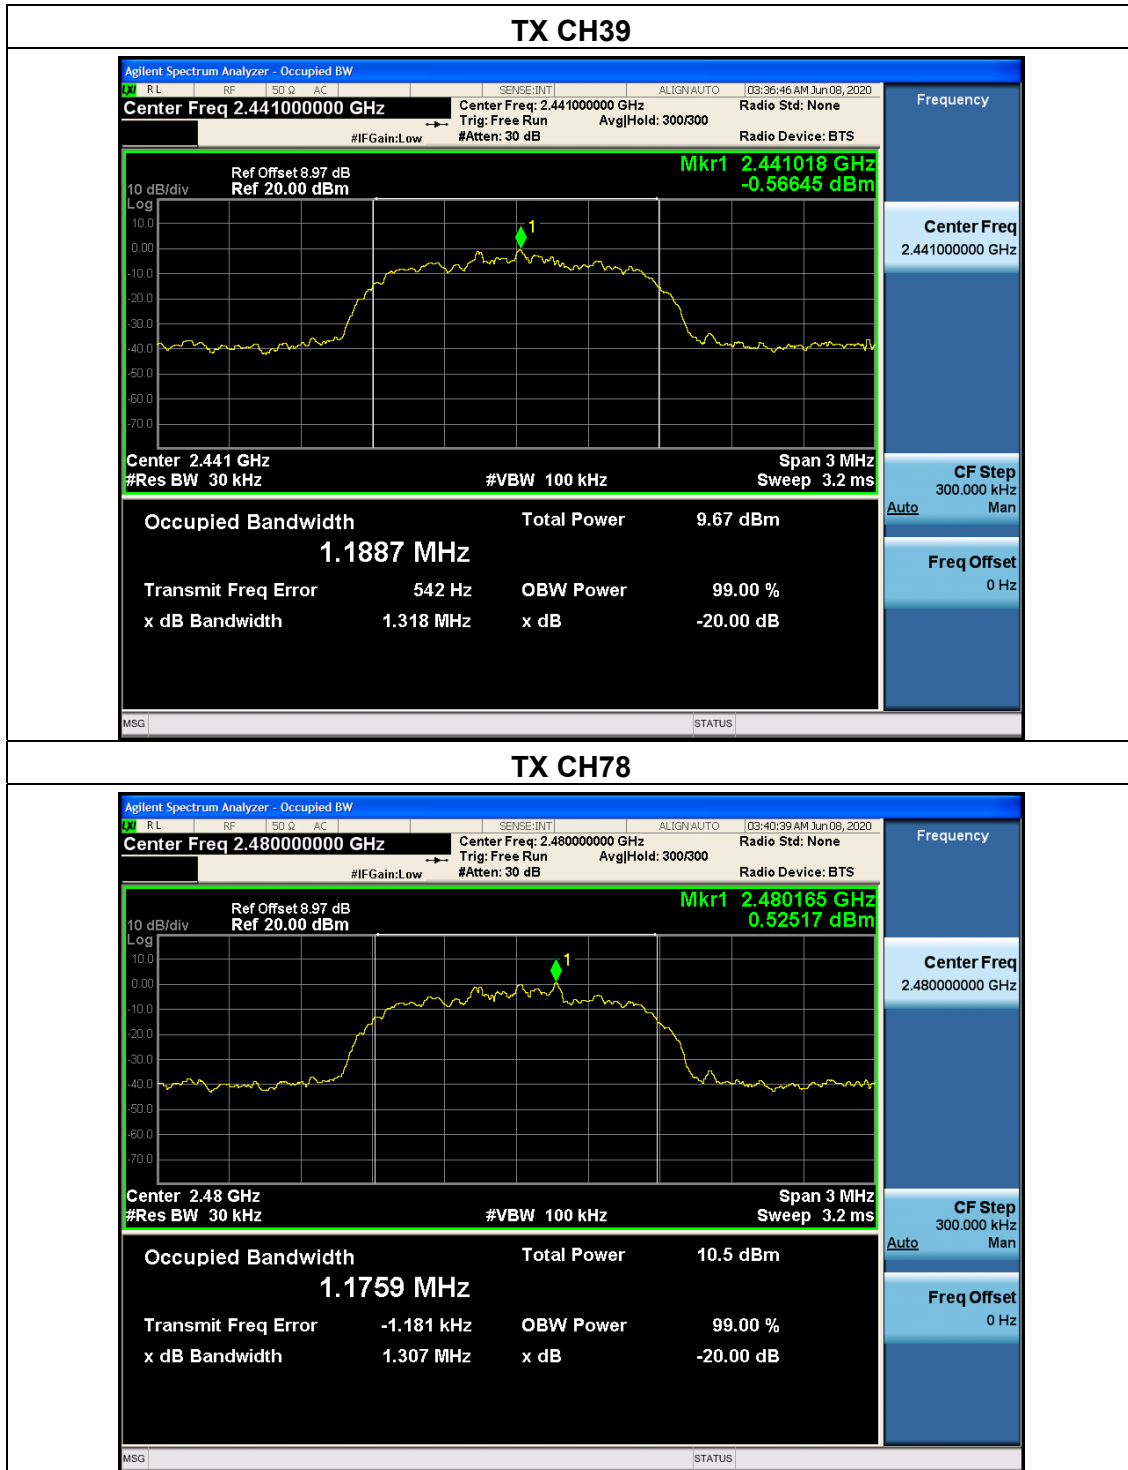 TX CH39
Agilent Spectrum Analyzer - Occupied BW
LXI RL RF 50 Ω AC SENSE:INT ALIGN AUTO 03:36:46 AM Jun 08, 2020
Center Freq 2.441000000 GHz
Center Freq: 2.441000000 GHz
Radio Std: None
Trig: Free Run Avg|Hold: 300/300
#IFGain:Low #Atten: 30 dB Radio Device: BTS
Frequency
Mkr1 2.441018 GHz
-0.56645 dBm
Ref Offset 8.97 dB
10 dB/div Ref 20.00 dBm
Log
10.0
0.00
-10.0
-20.0
-30.0
-40.0
-50.0
-60.0
-70.0
1
Center 2.441 GHz Span 3 MHz
#Res BW 30 kHz #VBW 100 kHz Sweep 3.2 ms
Center Freq
2.441000000 GHz
CF Step
300.000 kHz
Auto Man
Freq Offset
0 Hz
Occupied Bandwidth Total Power 9.67 dBm
1.1887 MHz
Transmit Freq Error 542 Hz OBW Power 99.00 %
x dB Bandwidth 1.318 MHz x dB -20.00 dB
MSG STATUS
TX CH78
Agilent Spectrum Analyzer - Occupied BW
LXI RL RF 50 Ω AC SENSE:INT ALIGN AUTO 03:40:39 AM Jun 08, 2020
Center Freq 2.480000000 GHz
Center Freq: 2.480000000 GHz
Radio Std: None
Trig: Free Run Avg|Hold: 300/300
#IFGain:Low #Atten: 30 dB Radio Device: BTS
Frequency
Mkr1 2.480165 GHz
0.52517 dBm
Ref Offset 8.97 dB
10 dB/div Ref 20.00 dBm
Log
10.0
0.00
-10.0
-20.0
-30.0
-40.0
-50.0
-60.0
-70.0
1
Center 2.48 GHz Span 3 MHz
#Res BW 30 kHz #VBW 100 kHz Sweep 3.2 ms
Center Freq
2.480000000 GHz
CF Step
300.000 kHz
Auto Man
Freq Offset
0 Hz
Occupied Bandwidth Total Power 10.5 dBm
1.1759 MHz
Transmit Freq Error -1.181 kHz OBW Power 99.00 %
x dB Bandwidth 1.307 MHz x dB -20.00 dB
MSG STATUS